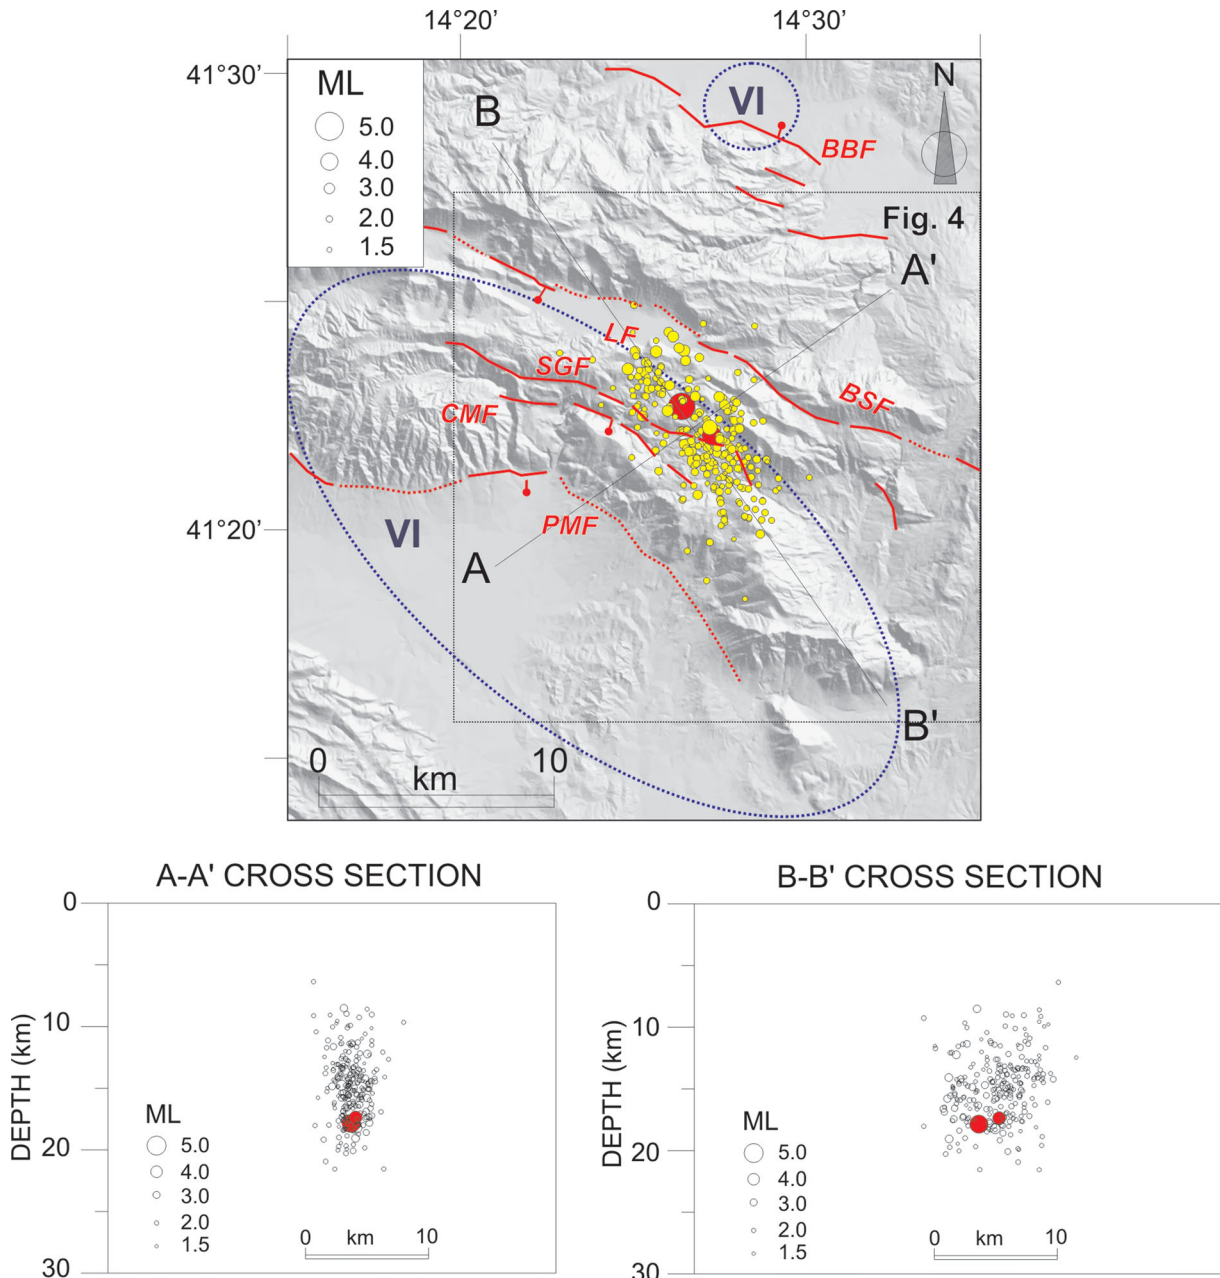 14°20’ 14°30’
41°30’
ML
5.0
4.0
3.0
2.0
1.5
B
VI
BBF
N
Fig. 4
A'
LF
SGF
CMF
BSF
41°20’
VI
PMF
A
B'
0 10
km
A-A' CROSS SECTION
0
10
20
30
DEPTH (km)
ML
5.0
4.0
3.0
2.0
1.5
0 km 10
B-B' CROSS SECTION
0
10
20
30
DEPTH (km)
ML
5.0
4.0
3.0
2.0
1.5
0 km 10